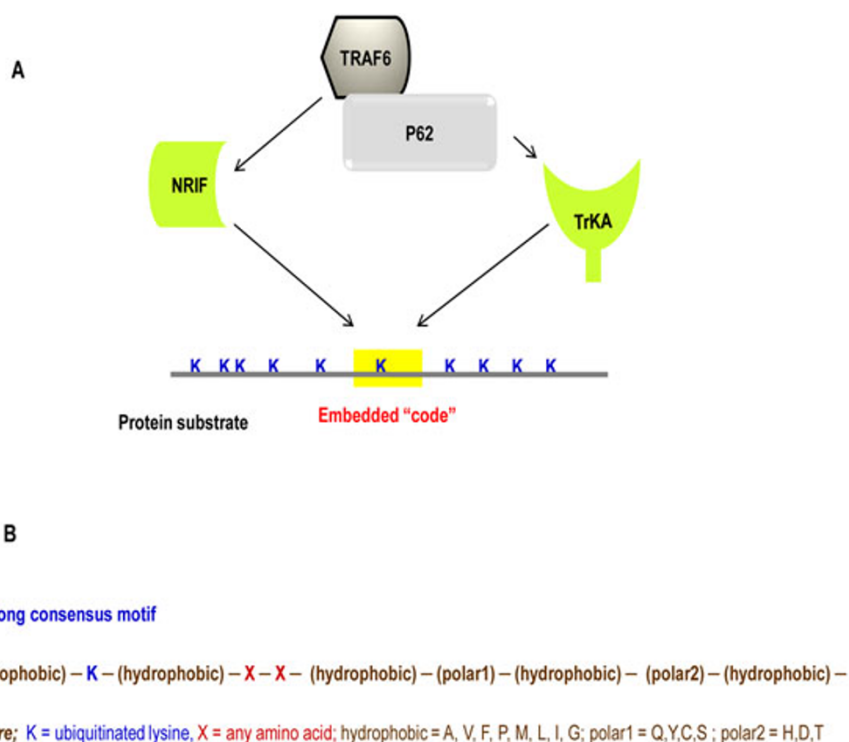 A
TRAF6
P62
NRIF
TrKA
K K K K K K K K K K
Protein substrate
Embedded “code”
B
ong consensus motif
ophobic) – K – (hydrophobic) – X – X – (hydrophobic) – (polar1) – (hydrophobic) – (polar2) – (hydrophobic) –
re; K = ubiquitinated lysine, X = any amino acid; hydrophobic = A, V, F, P, M, L, I, G; polar1 = Q,Y,C,S ; polar2 = H,D,T